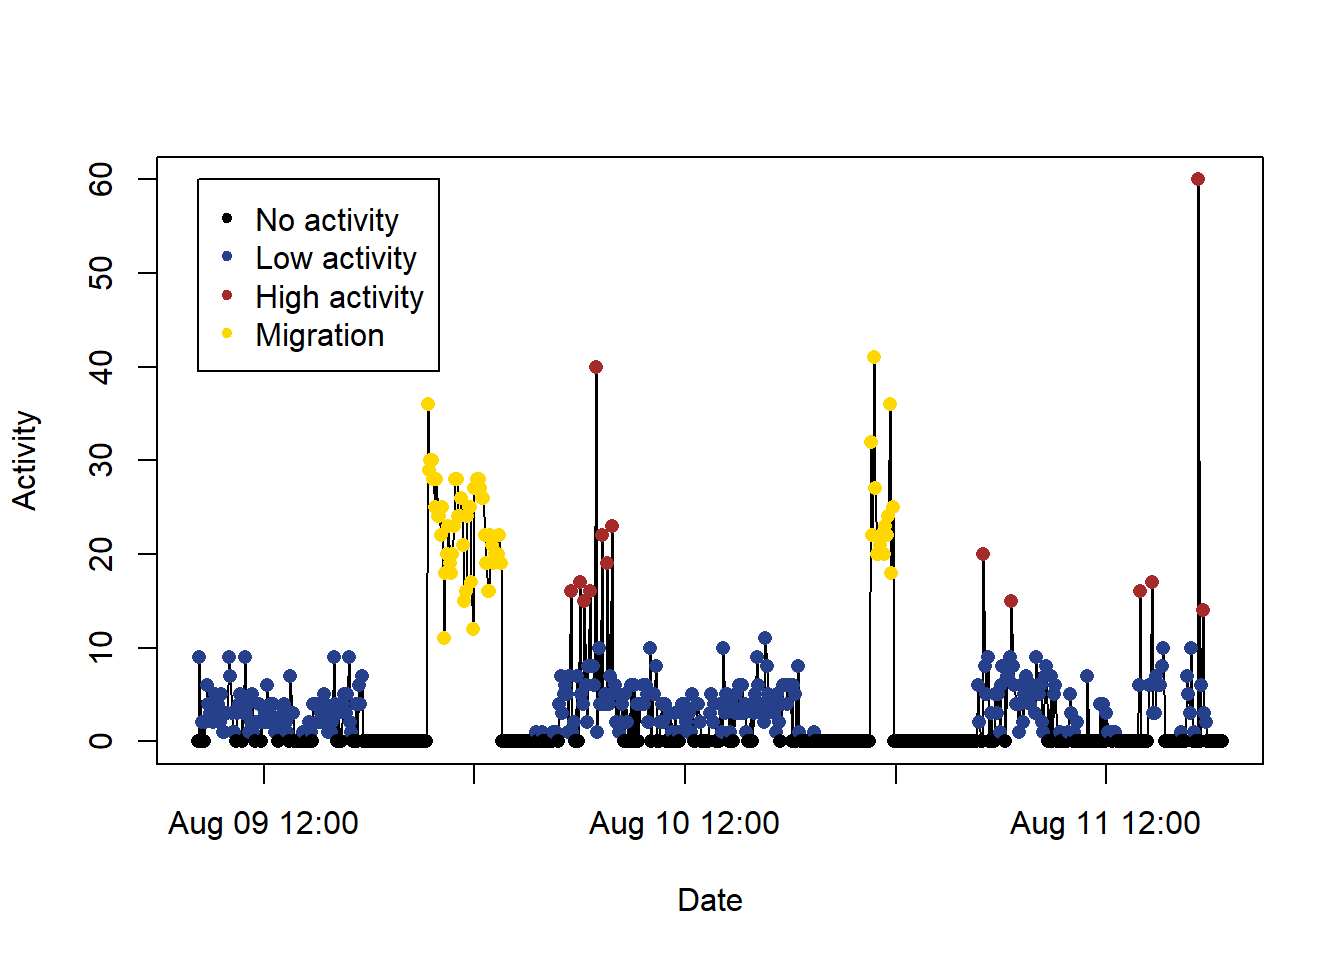 No activity
Low activity
High activity
Migration
Activity
60
50
40
30
20
10
0
Aug 09 12:00
Aug 10 12:00
Aug 11 12:00
Date